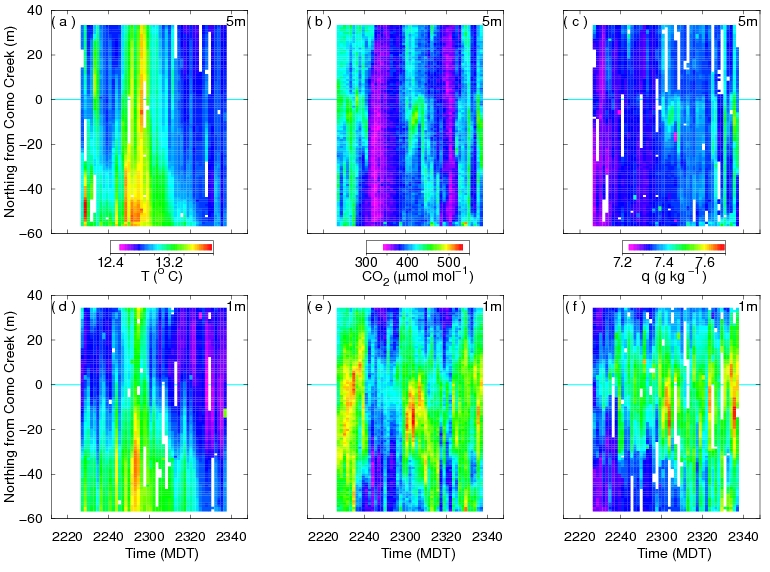 (a) 5m (b) 5m (c) 5m
40
20
0
−20
−40
−60
Northing from Como Creek (m)
12.4 13.2
T (° C)
300 400 500
CO2 (μmol mol−1)
7.2 7.4 7.6
q (g kg −1)
(d) 1m (e) 1m (f) 1m
40
20
0
−20
−40
−60
Northing from Como Creek (m)
2220 2240 2300 2320 2340
2220 2240 2300 2320 2340
2220 2240 2300 2320 2340
Time (MDT) Time (MDT) Time (MDT)